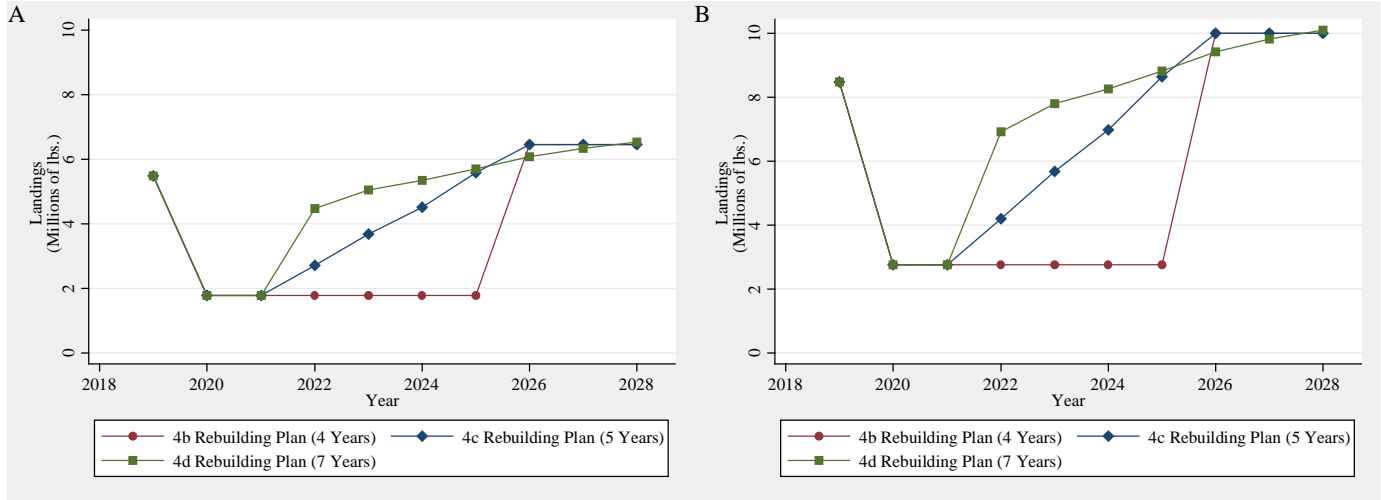 A
Landings
(Millions of lbs.)
10
8
6
4
2
0
2018 2020 2022 2024 2026 2028
Year
4b Rebuilding Plan (4 Years) 4c Rebuilding Plan (5 Years)
4d Rebuilding Plan (7 Years)
B
Landings
(Millions of lbs.)
10
8
6
4
2
0
2018 2020 2022 2024 2026 2028
Year
4b Rebuilding Plan (4 Years) 4c Rebuilding Plan (5 Years)
4d Rebuilding Plan (7 Years)